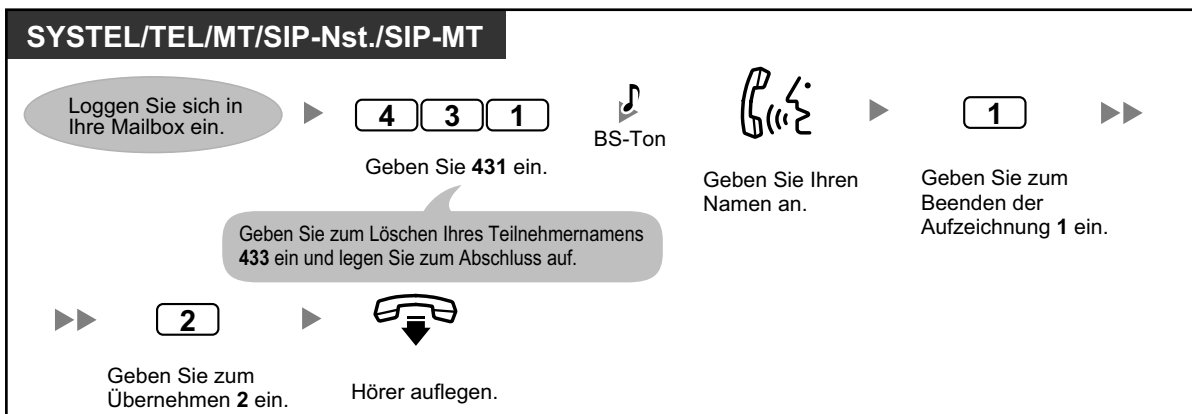 SYSTEL/TEL/MT/SIP-Nst./SIP-MT
Loggen Sie sich in
Ihre Mailbox ein.
4 3 1
BS-Ton
1
Geben Sie 431 ein.
Geben Sie Ihren
Namen an.
Geben Sie zum
Beenden der
Aufzeichnung 1 ein.
Geben Sie zum Löschen Ihres Teilnehmernamens
433 ein und legen Sie zum Abschluss auf.
2
Geben Sie zum
Übernehmen 2 ein.
Hörer auflegen.